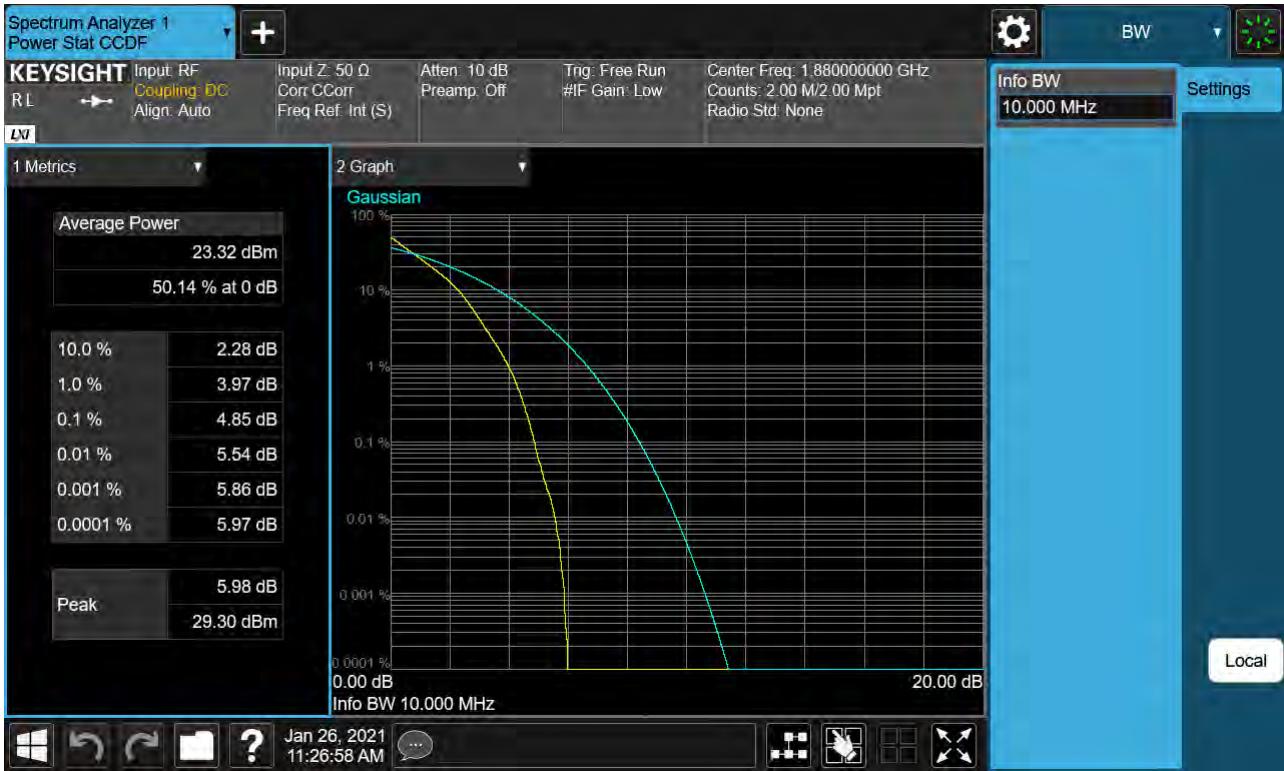 Spectrum Analyzer 1
Power Stat CCDF
+
BW
KEYSIGHT
RL
LXI
Input: RF
Coupling: DC
Align: Auto
Input Z: 50 Ω
Corr CCorr
Freq Ref: Int (S)
Atten: 10 dB
Preamp: Off
Trig: Free Run
#IF Gain: Low
Center Freq: 1.880000000 GHz
Counts: 2.00 M/2.00 Mpt
Radio Std: None
Info BW
10.000 MHz
Settings
1 Metrics
Average Power
23.32 dBm
50.14 % at 0 dB
10.0 % 2.28 dB
1.0 % 3.97 dB
0.1 % 4.85 dB
0.01 % 5.54 dB
0.001 % 5.86 dB
0.0001 % 5.97 dB
Peak
5.98 dB
29.30 dBm
2 Graph
Gaussian
100 %
10 %
1 %
0.1 %
0.01 %
0.001 %
0.0001 %
0.00 dB 20.00 dB
Info BW 10.000 MHz
Local
?
Jan 26, 2021
11:26:58 AM